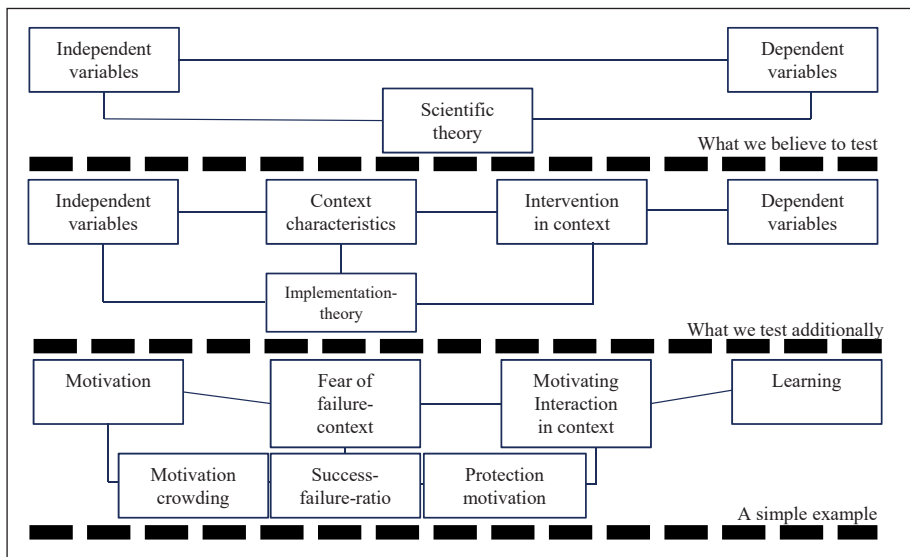 Independent
variables
Dependent
variables
Scientific
theory
What we believe to test
Independent
variables
Context
characteristics
Intervention
in context
Dependent
variables
Implementation-
theory
What we test additionally
Motivation
Fear of
failure-
context
Motivating
Interaction
in context
Learning
Motivation
crowding
Success-
failure-ratio
Protection
motivation
A simple example